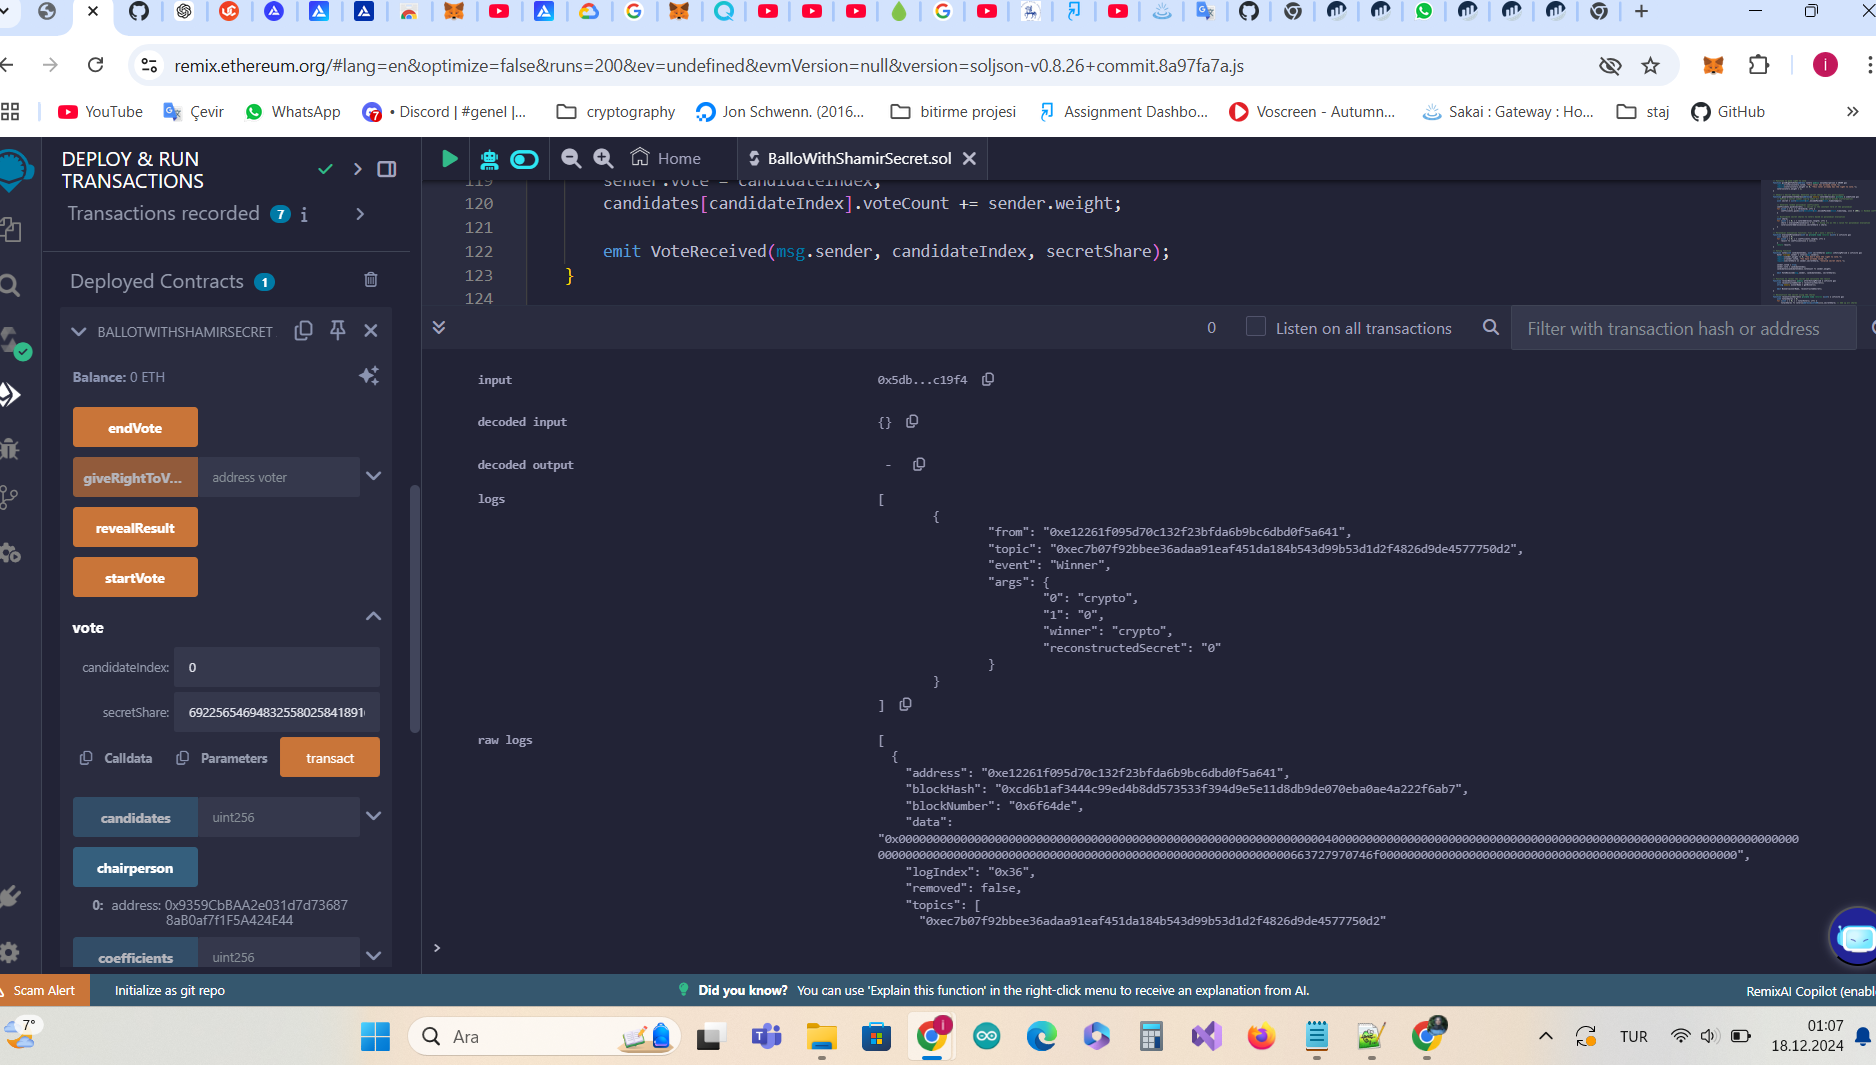 remix.ethereum.org/#lang=en&optimize=false&runs=200&ev=undefined&evmVersion=null&version=soljson-v0.8.26+commit.8a97fa7a.js
i
YouTube
Çevir
WhatsApp
• Discord | #genel |...
cryptography
Jon Schwenn. (2016...
bitirme projesi
Assignment Dashbo...
Voscreen - Autumn...
Sakai : Gateway : Ho...
staj
GitHub
»
DEPLOY & RUN
TRANSACTIONS
Transactions recorded 7 i
Deployed Contracts 1
BALLOTWITHSHAMIRSECRET
Balance: 0 ETH
endVote
giveRightToV... address voter
revealResult
startVote
vote
candidateIndex: 0
secretShare: 6922565469483255802584189
Calldata Parameters transact
candidates uint256
chairperson
0: address: 0x9359CbBAA2e031d7d73687
8aB0af7f1F5A424E44
coefficients uint256
Home
BalloWithShamirSecret.sol
119 sender.vote = candidateIndex;
120 candidates[candidateIndex].voteCount += sender.weight;
121
122 emit VoteReceived(msg.sender, candidateIndex, secretShare);
123 }
124
0 Listen on all transactions Filter with transaction hash or address
input 0x5db...c19f4
decoded input {}
decoded output -
logs [
{
"from": "0xe12261f095d70c132f23bfda6b9bc6dbd0f5a641",
"topic": "0xec7b07f92bbee36adaa91eaf451da184b543d99b53d1d2f4826d9de4577750d2",
"event": "Winner",
"args": {
"0": "crypto",
"1": "0",
"winner": "crypto",
"reconstructedSecret": "0"
}
}
]
raw logs [
{
"address": "0xe12261f095d70c132f23bfda6b9bc6dbd0f5a641",
"blockHash": "0xcd6b1af3444c99ed4b8dd573533f394d9e5e11d8db9de070eba0ae4a222f6ab7",
"blockNumber": "0x6f64de",
"data":
"logIndex": "0x36",
"removed": false,
"topics": [
"0xec7b07f92bbee36adaa91eaf451da184b543d99b53d1d2f4826d9de4577750d2"
>
Scam Alert
Initialize as git repo
Did you know? You can use 'Explain this function' in the right-click menu to receive an explanation from AI.
RemixAI Copilot (enabl
7°
Ara
TUR
01:07
18.12.2024